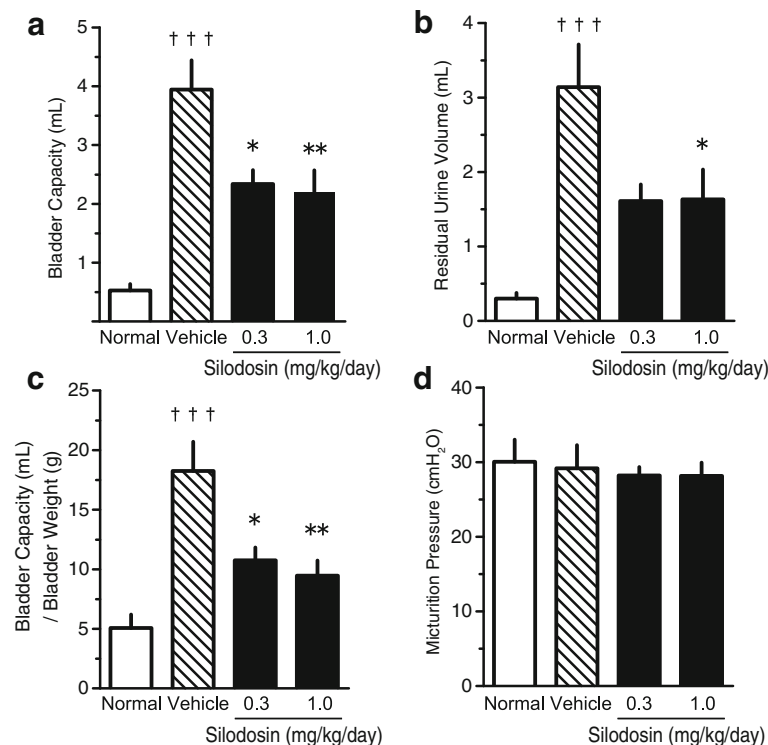 a
Bladder Capacity (mL)
5
4
3
2
1
† † †
*
**
Normal Vehicle 0.3 1.0
Silodosin (mg/kg/day)
b
Residual Urine Volume (mL)
4
3
2
1
0
† † †
*
Normal Vehicle 0.3 1.0
Silodosin (mg/kg/day)
c
Bladder Capacity (mL)
/ Bladder Weight (g)
25
20
15
10
5
0
† † †
*
**
Normal Vehicle 0.3 1.0
Silodosin (mg/kg/day)
d
Micturition Pressure (cmH₂O)
40
30
20
10
0
Normal Vehicle 0.3 1.0
Silodosin (mg/kg/day)